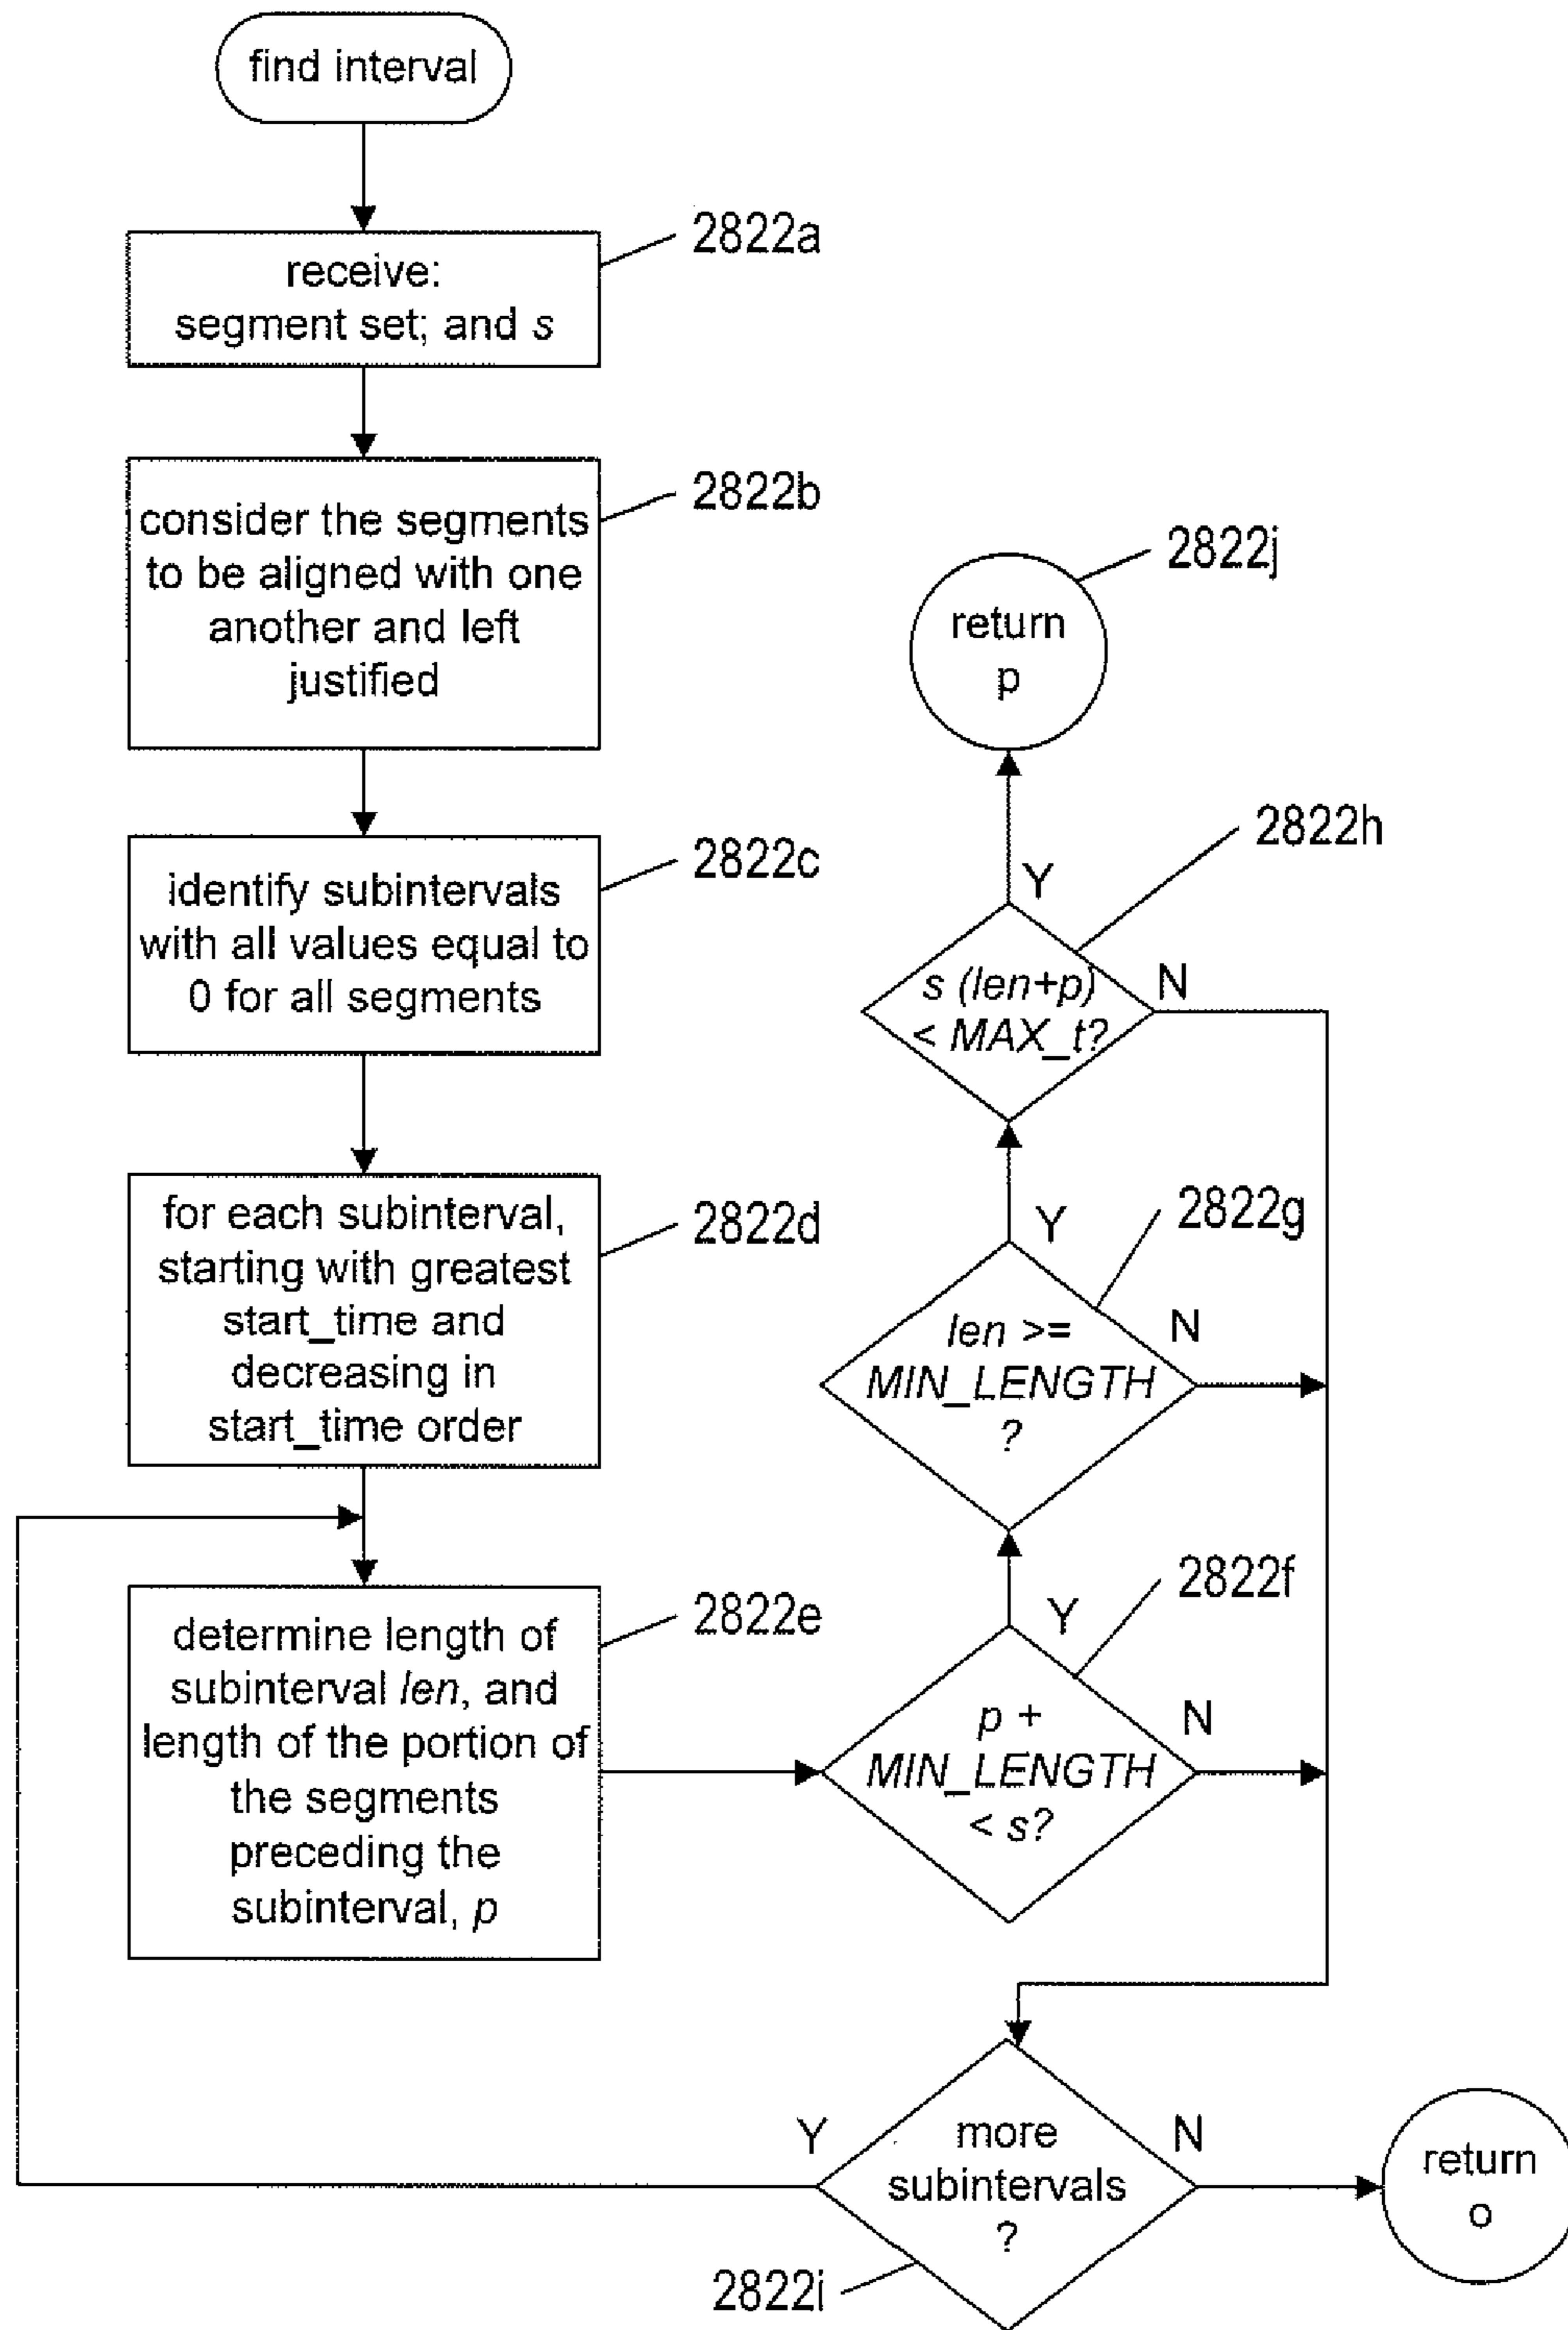 find interval
2822a
receive:
segment set; and s
2822b
consider the segments
to be aligned with one
another and left
justified
2822c
identify subintervals
with all values equal to
0 for all segments
2822d
for each subinterval,
starting with greatest
start_time and
decreasing in
start_time order
2822e
determine length of
subinterval len, and
length of the portion of
the segments
preceding the
subinterval, p
2822f
p +
MIN_LENGTH
< s?
Y
N
2822g
len >=
MIN_LENGTH
?
Y
N
2822h
s (len+p)
< MAX_t?
Y
N
2822j
return
p
more
subintervals
?
Y
N
2822i
return
o